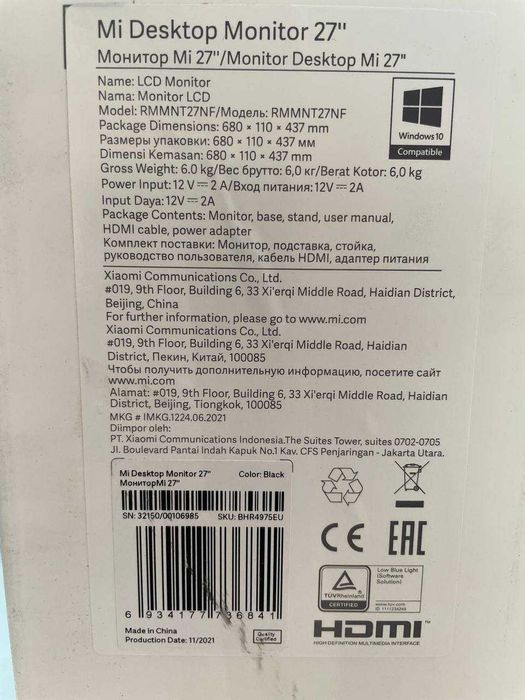 Mi Desktop Monitor 27"
Монитор Mi 27"/Monitor Desktop Mi 27"
Name: LCD Monitor
Nama: Monitor LCD
Model: RMMNT27NF/Модель: RMMNT27NF
Package Dimensions: 680 × 110 × 437 mm
Размеры упаковки: 680 × 110 × 437 мм
Dimensi Kemasan: 680 × 110 × 437 mm
Gross Weight: 6.0 kg/Вес брутто: 6,0 кг/Berat Kotor: 6,0 kg
Power Input: 12 V ⎓ 2 A/Вход питания: 12V ⎓ 2A
Input Daya: 12V ⎓ 2A
Package Contents: Monitor, base, stand, user manual,
HDMI cable, power adapter
Комплект поставки: Монитор, подставка, стойка,
руководство пользователя, кабель HDMI, адаптер питания
Windows 10
Compatible
Xiaomi Communications Co., Ltd.
#019, 9th Floor, Building 6, 33 Xi'erqi Middle Road, Haidian District,
Beijing, China
For further information, please go to www.mi.com
Xiaomi Communications Co., Ltd.
#019, 9th Floor, Building 6, 33 Xi'erqi Middle Road, Haidian
District, Пекин, Китай, 100085
Чтобы получить дополнительную информацию, посетите сайт
www.mi.com
Alamat: #019, 9th Floor, Building 6, 33 Xi'erqi Middle Road, Haidian
District, Beijing, Tiongkok, 100085
MKG # IMKG.1224.06.2021
Diimpor oleh:
PT. Xiaomi Communications Indonesia.The Suites Tower, suites 0702-0705
Jl. Boulevard Pantai Indah Kapuk No.1 Kav. CFS Penjaringan - Jakarta Utara.
Mi Desktop Monitor 27" Color: Black
МониторMi 27"
SN: 32150/00106985 SKU: BHR4975EU
6 934177 736841
Made in China
Production Date: 11/2021
Quality
Certified
CE EAC
TÜVRheinland
CERTIFIED
Low Blue Light
(Software
Solution)
www.tuv.com
ID 1111234249
HDMI™
HIGH-DEFINITION MULTIMEDIA INTERFACE